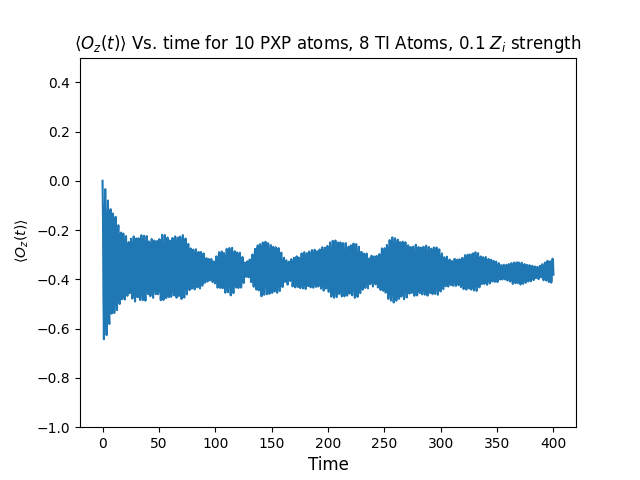 ⟨O_z(t)⟩ Vs. time for 10 PXP atoms, 8 TI Atoms, 0.1 Z_i strength
0.4
0.2
0.0
−0.2
⟨O_z(t)⟩
−0.4
−0.6
−0.8
−1.0
0 50 100 150 200 250 300 350 400
Time